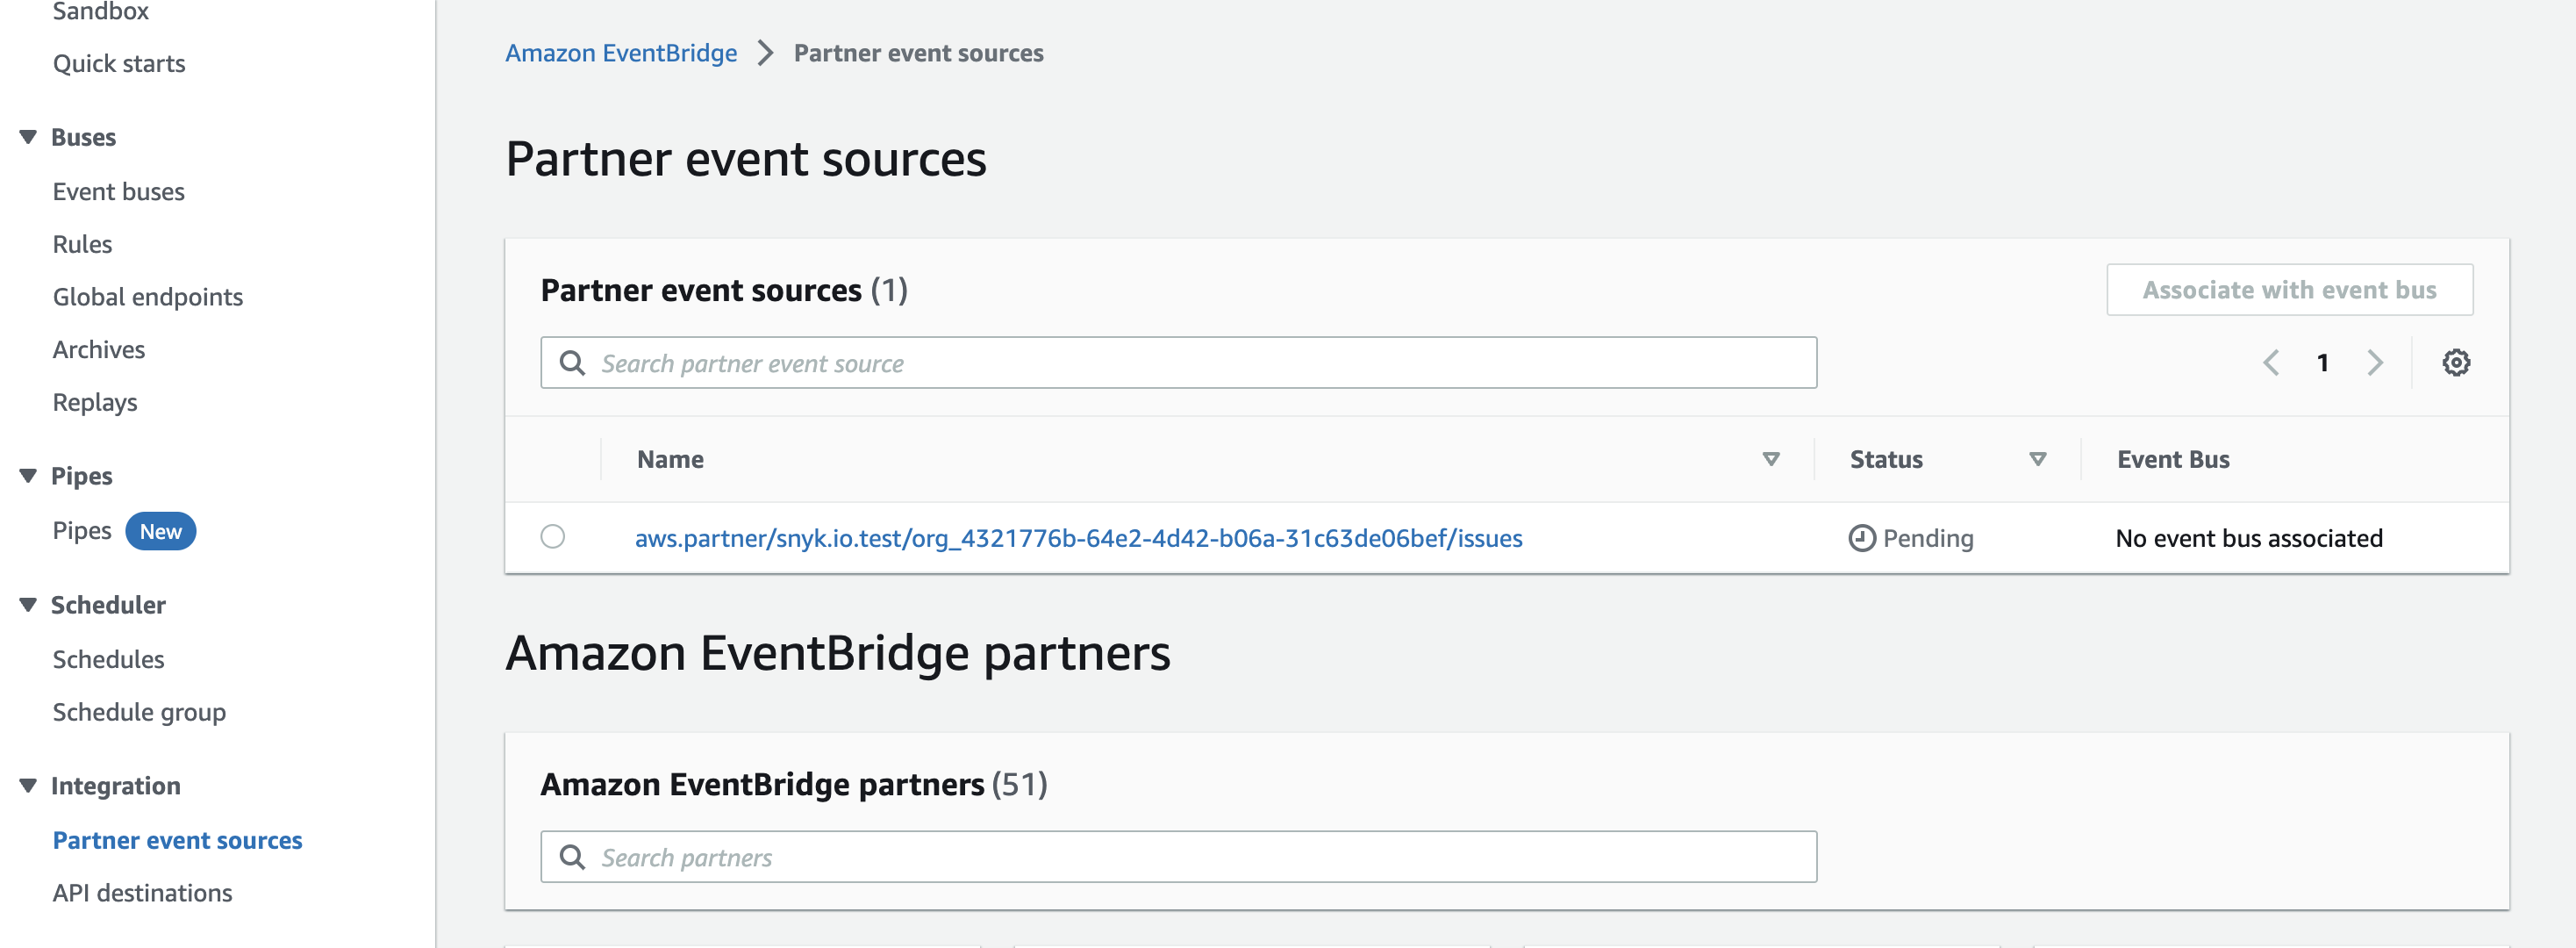 Sandbox
Quick starts
Buses
Event buses
Rules
Global endpoints
Archives
Replays
Pipes
Pipes New
Scheduler
Schedules
Schedule group
Integration
Partner event sources
API destinations
Amazon EventBridge > Partner event sources
Partner event sources
Partner event sources (1)
Associate with event bus
Search partner event source
1
Name Status Event Bus
aws.partner/snyk.io.test/org_4321776b-64e2-4d42-b06a-31c63de06bef/issues Pending No event bus associated
Amazon EventBridge partners
Amazon EventBridge partners (51)
Search partners